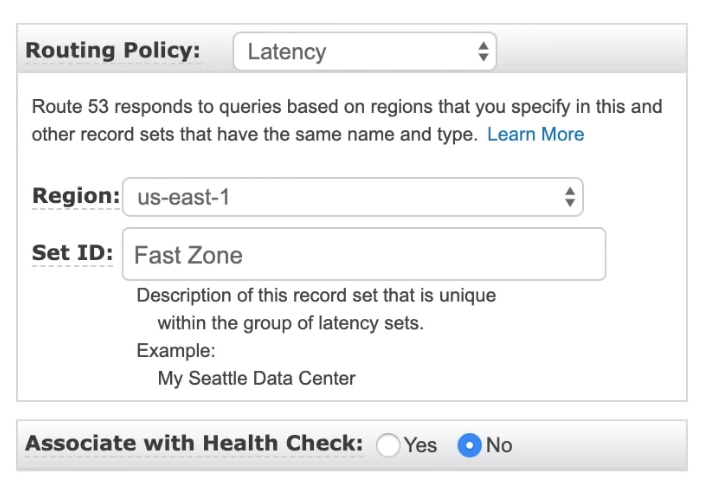 Routing Policy: Latency
Route 53 responds to queries based on regions that you specify in this and
other record sets that have the same name and type. Learn More
Region: us-east-1
Set ID: Fast Zone
Description of this record set that is unique
within the group of latency sets.
Example:
My Seattle Data Center
Associate with Health Check: Yes No